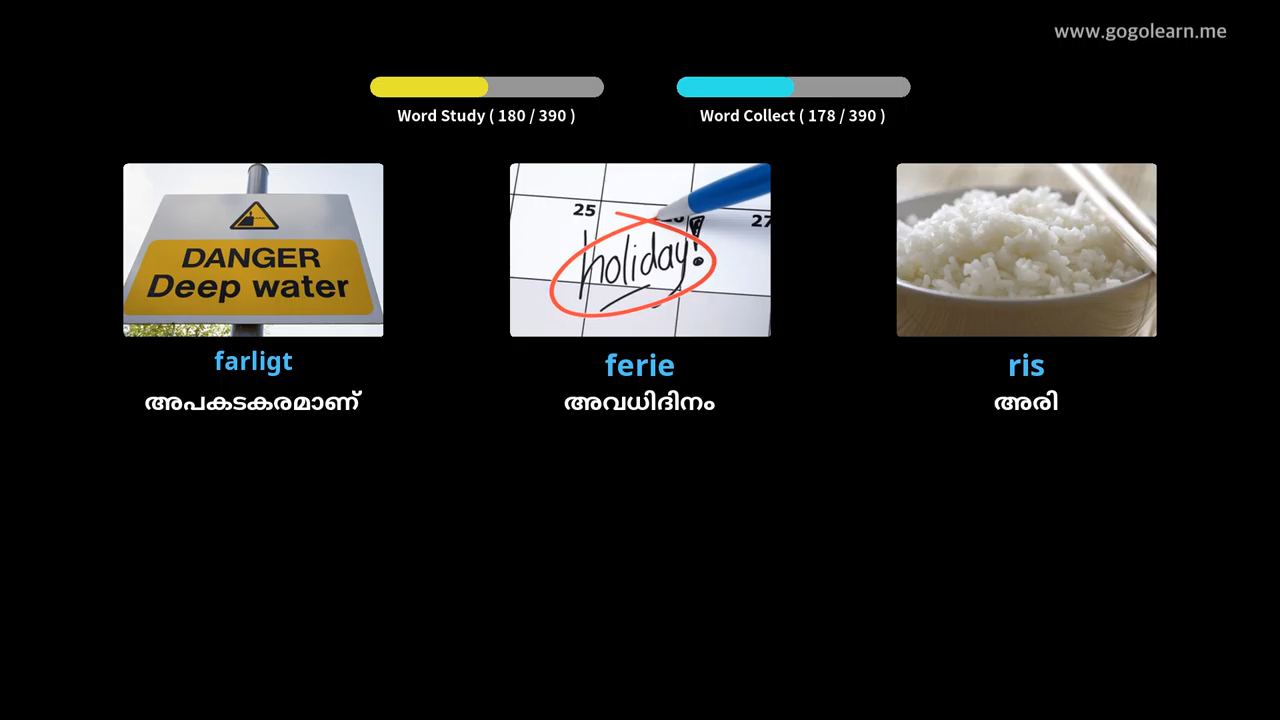 www.gogolearn.me
Word Study ( 180 / 390 )
Word Collect ( 178 / 390 )
DANGER
Deep water
25
27
holiday!
farligt
ferie
ris
അപകടകരമാണ്
അവധിദിനം
അരി